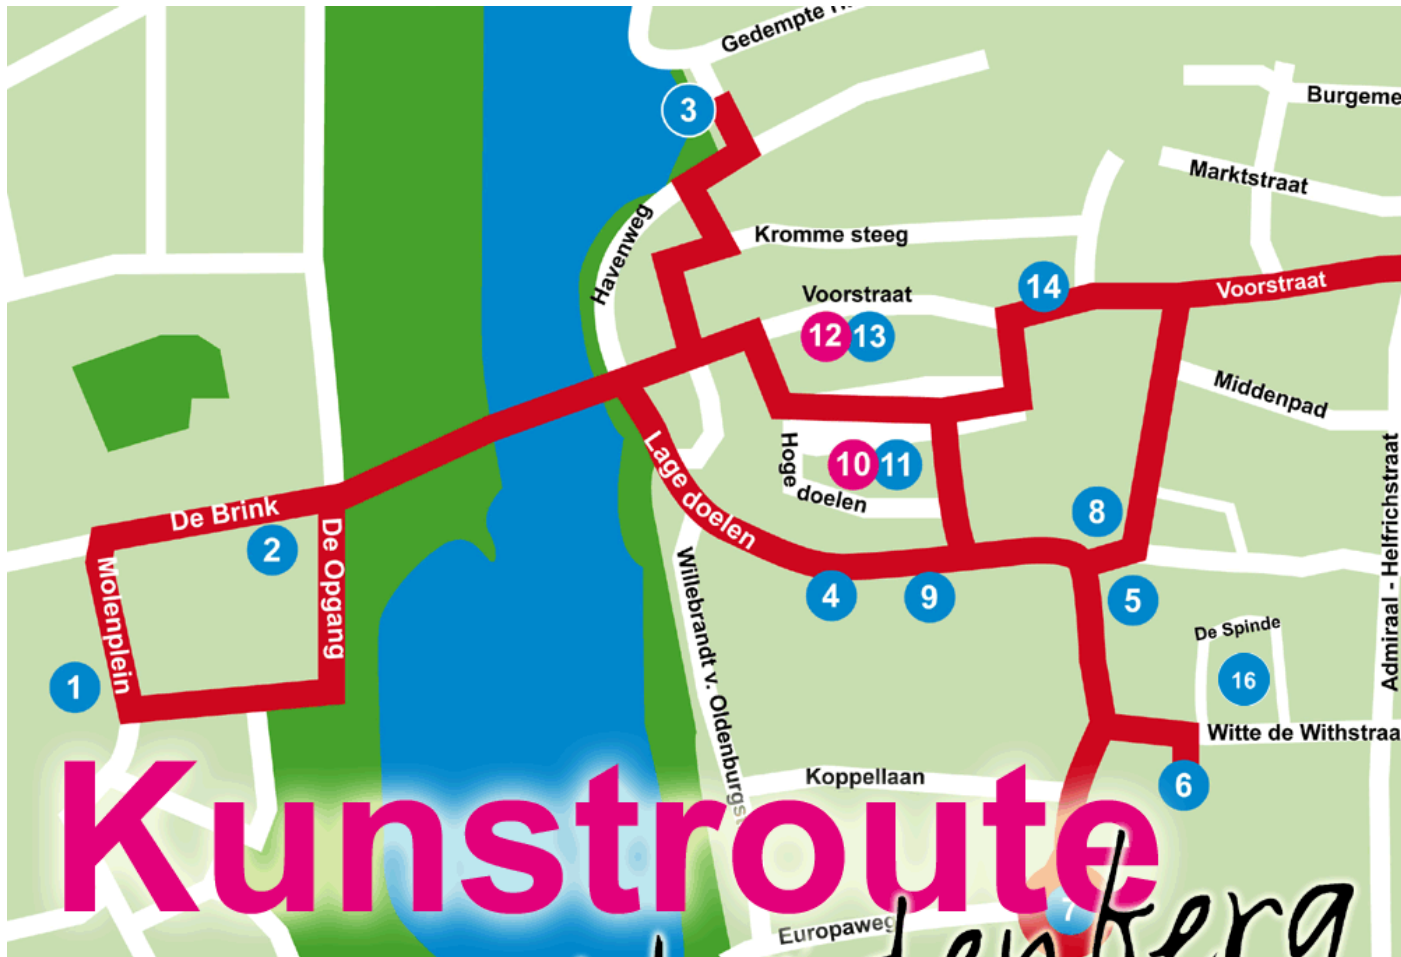 Gedempte
3
Burgeme
Marktstraat
Havenweg
Kromme steeg
Voorstraat
14
Voorstraat
12 13
Middenpad
Hoge doelen
10 11
Lage doelen
Admiraal - Helfrichstraat
De Brink
2
De Opgang
Molenplein
1
8
4
9
5
De Spinde
16
Willebrandt v. Oldenburgs
Witte de Withstraa
6
Koppellaan
Kunstroute
7
Europaweg